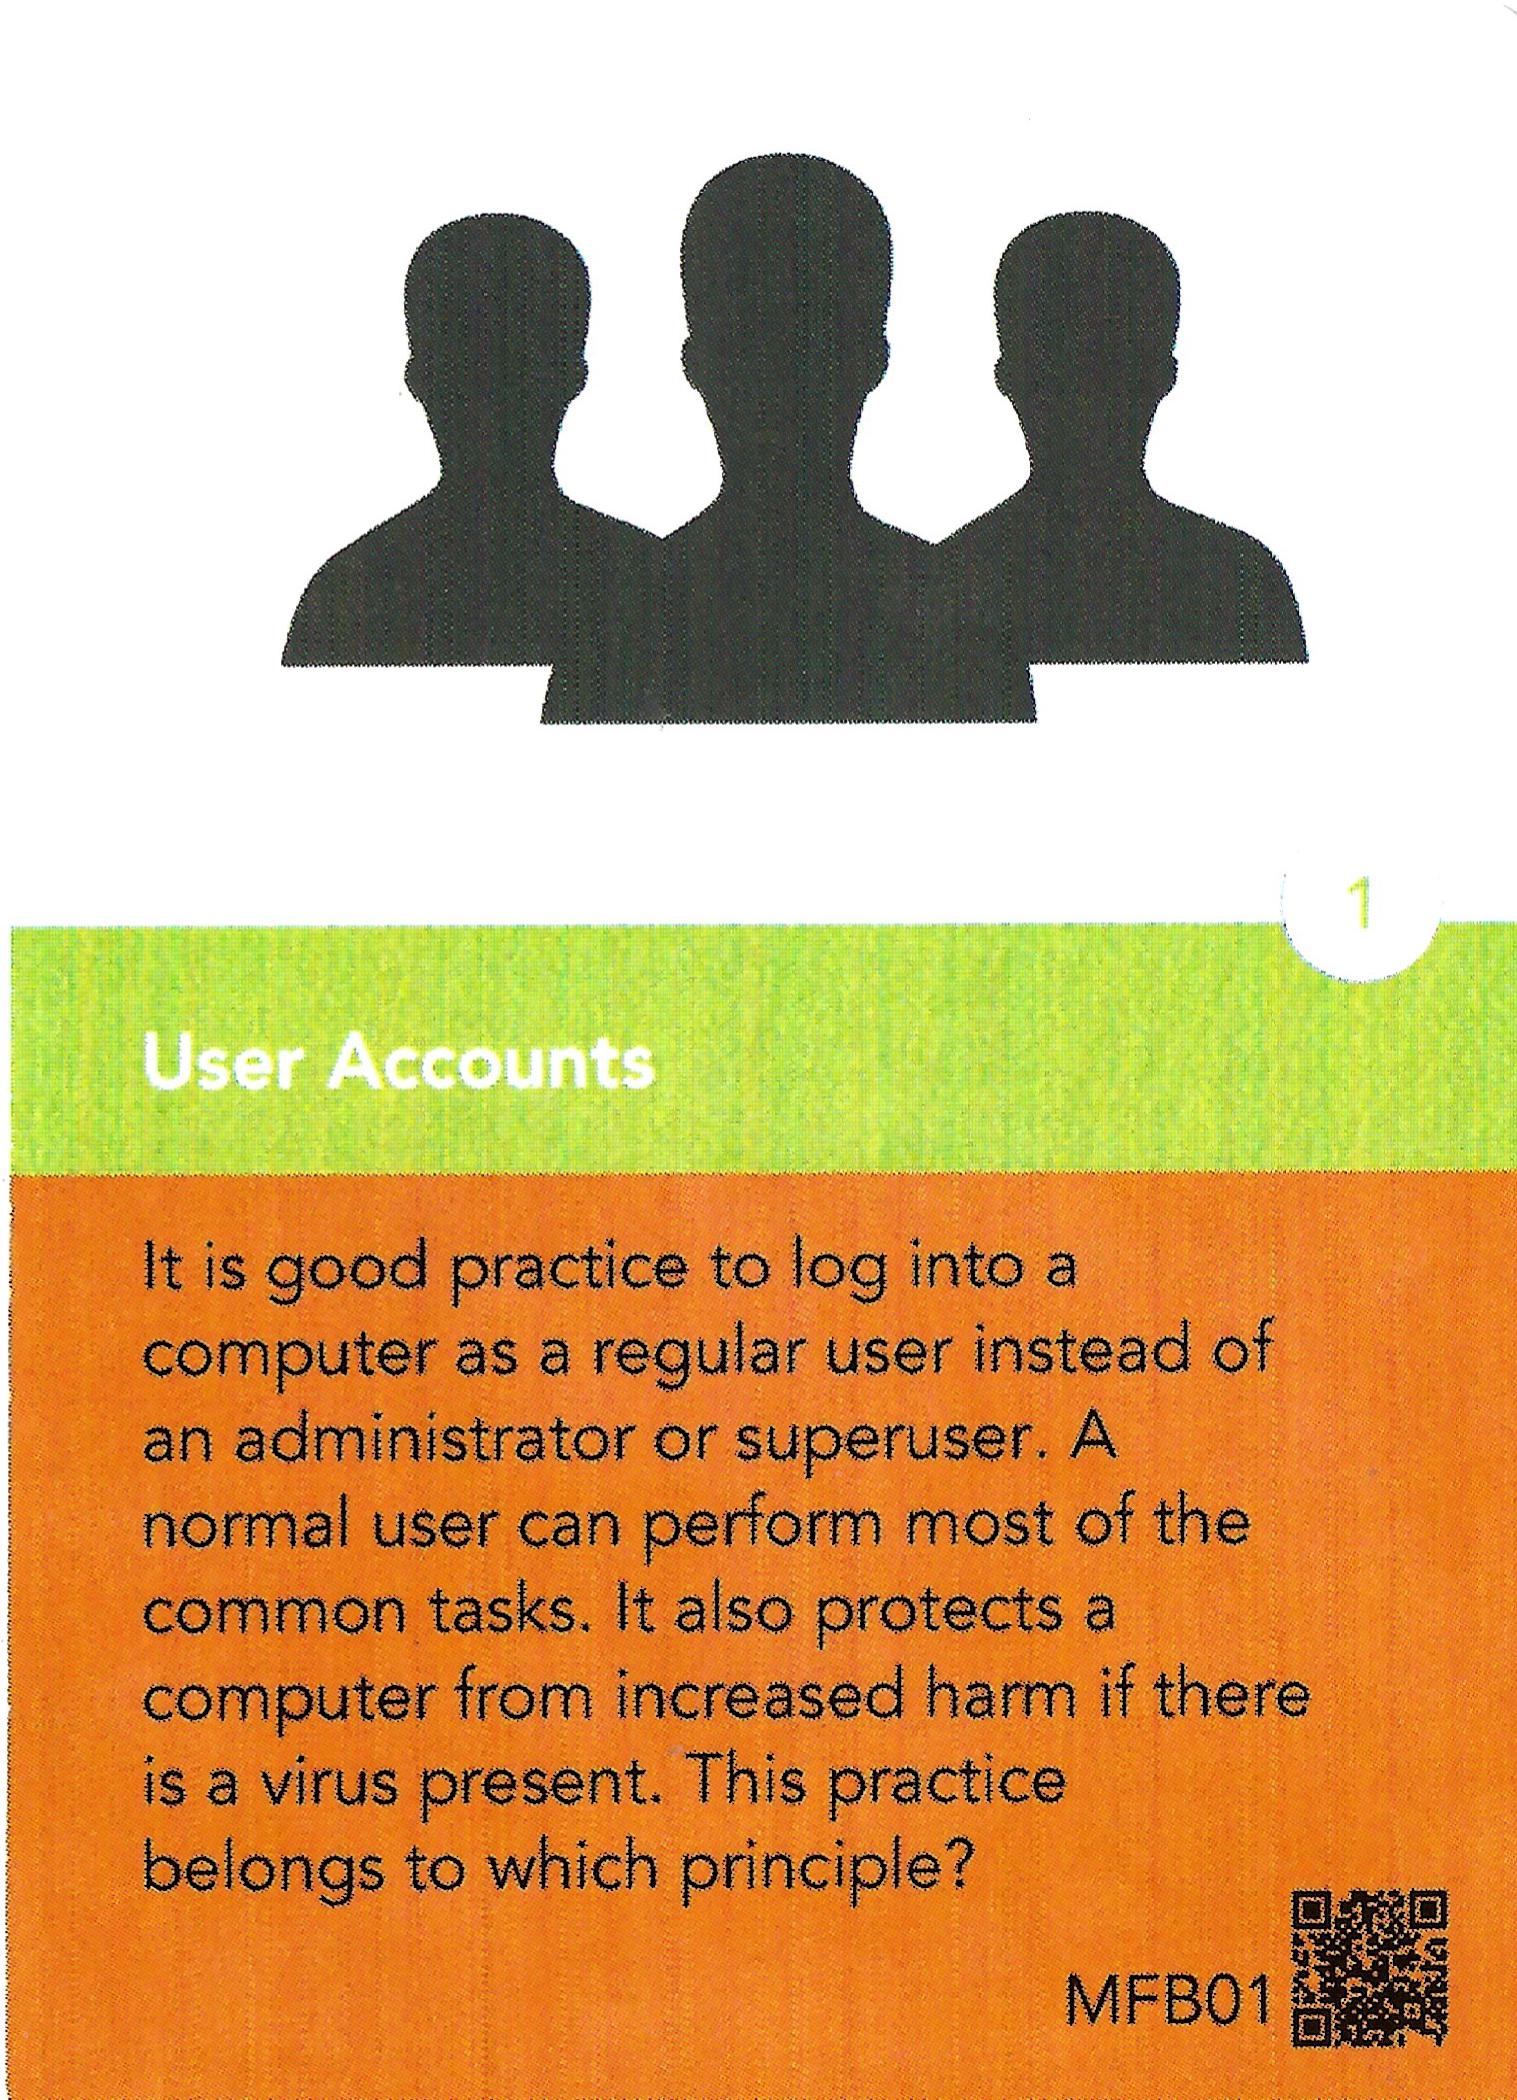 1
User Accounts
It is good practice to log into a
computer as a regular user instead of
an administrator or superuser. A
normal user can perform most of the
common tasks. It also protects a
computer from increased harm if there
is a virus present. This practice
belongs to which principle?
MFB01